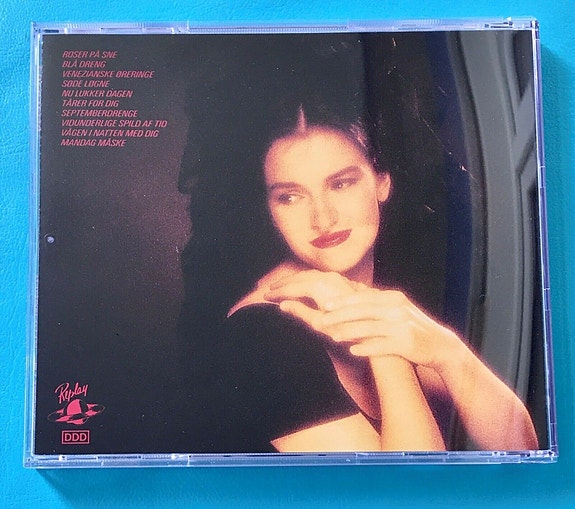 ROSER PÅ SNE
BLÅ DRENG
VENEZIANSKE ØRERINGE
SØDE LØGNE
NU LUKKER DAGEN
TÅRER FOR DIG
SEPTEMBERDRENGE
VIDUNDERLIGE SPILD AF TID
VÅGEN I NATTEN MED DIG
MANDAG MÅSKE
Replay
DDD